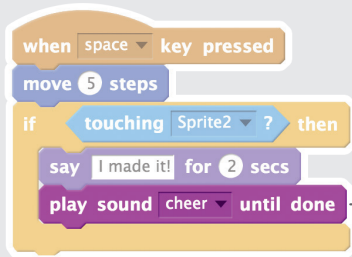 when space key pressed
move 5 steps
if touching Sprite2 ? then
say I made it! for 2 secs
play sound cheer until done